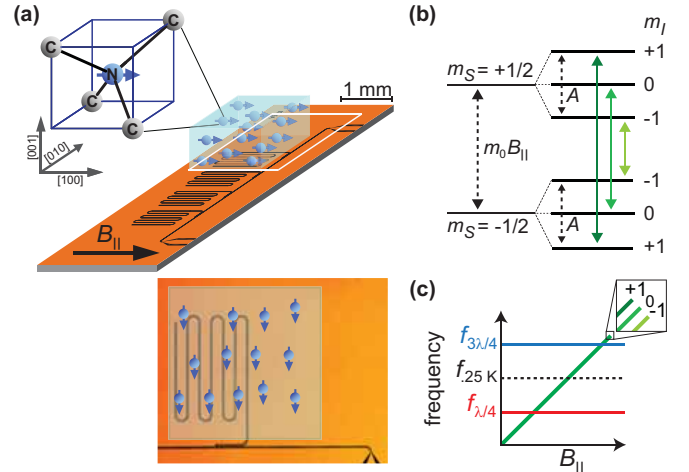 (a)
C
C
N
C
C
[001]
[010]
[100]
1 mm
B||
(b)
mI
+1
mS = +1/2
0
A
-1
m0B||
-1
mS = -1/2
A
0
+1
(c)
+1
0
-1
f3λ/4
f.25 K
fλ/4
frequency
B||